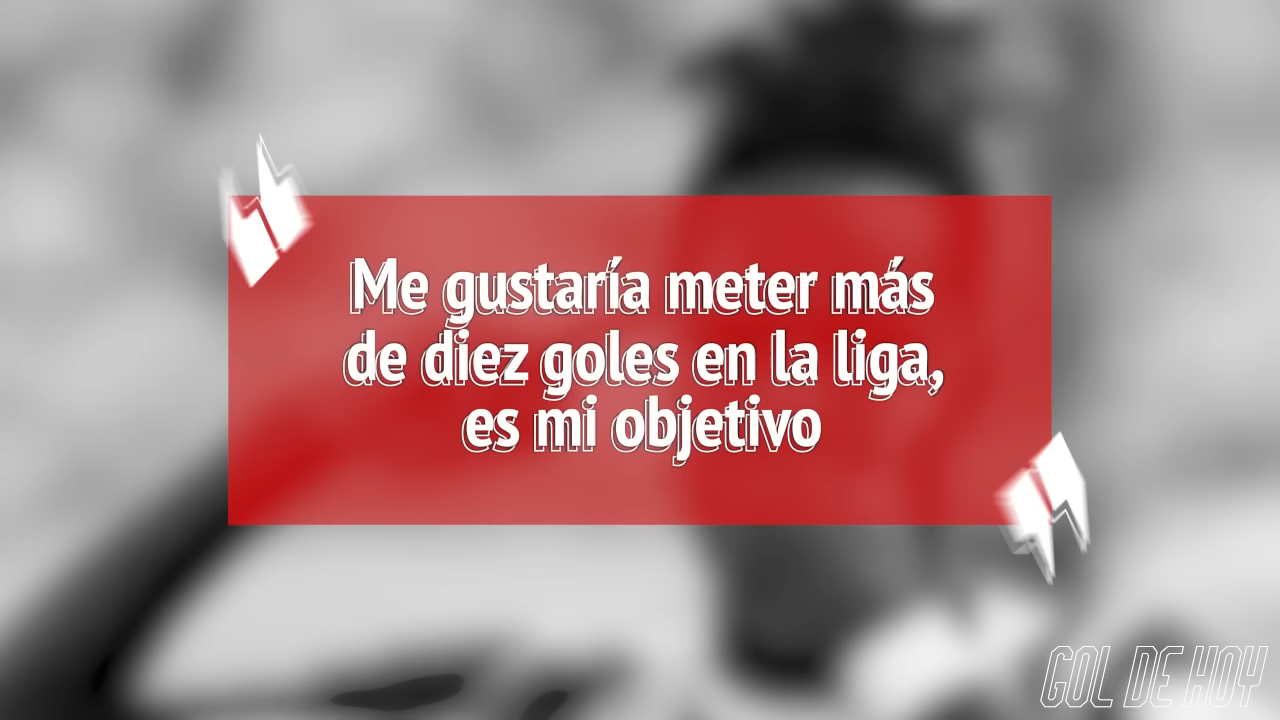 Me gustaría meter más
de diez goles en la liga,
es mi objetivo
GOL DE HOY